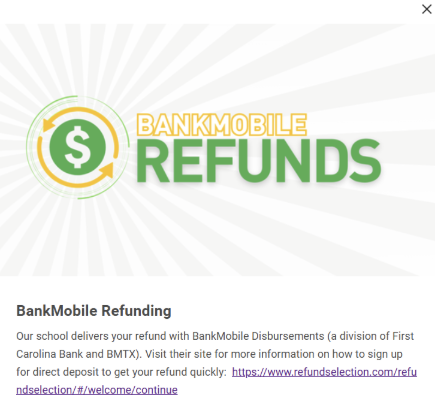 BANKMOBILE
REFUNDS
BankMobile Refunding
Our school delivers your refund with BankMobile Disbursements (a division of First
Carolina Bank and BMTX). Visit their site for more information on how to sign up
for direct deposit to get your refund quickly: https://www.refundselection.com/refu
ndselection/#/welcome/continue